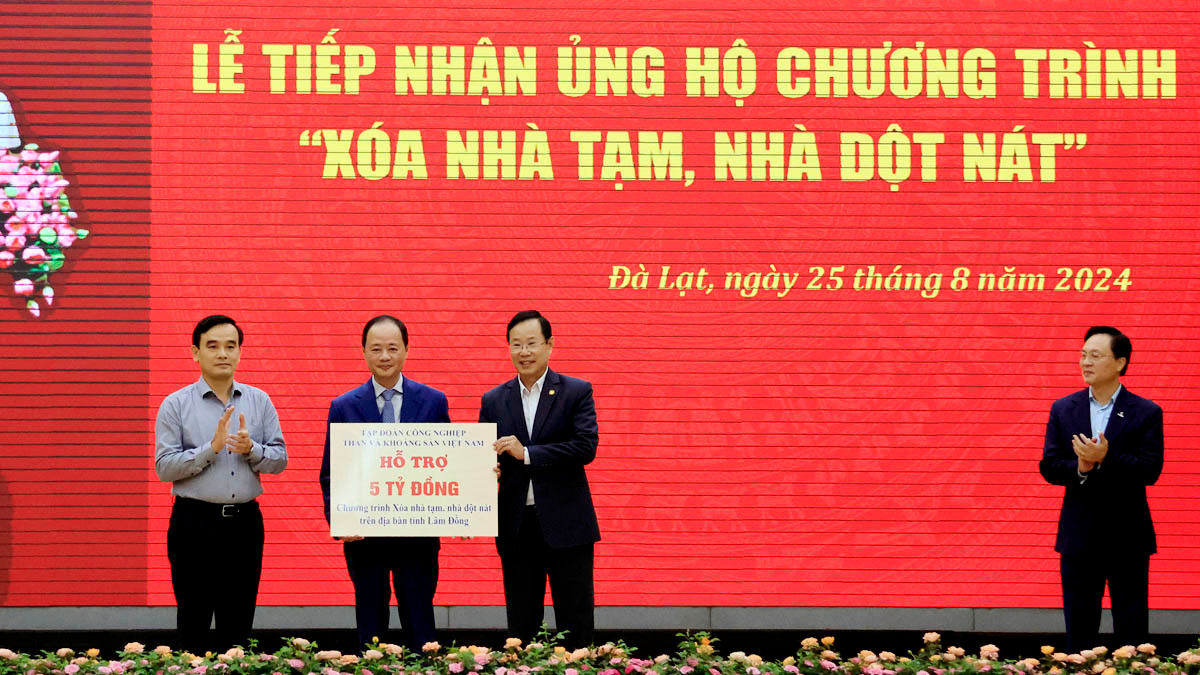 LỄ TIẾP NHẬN ỦNG HỘ CHƯƠNG TRÌNH
“XÓA NHÀ TẠM, NHÀ DỘT NÁT”
Đà Lạt, ngày 25 tháng 8 năm 2024
TẬP ĐOÀN CÔNG NGHIỆP
THAN VÀ KHOÁNG SẢN VIỆT NAM
HỖ TRỢ
5 TỶ ĐỒNG
Chương trình Xóa nhà tạm, nhà dột nát
trên địa bàn tỉnh Lâm Đồng